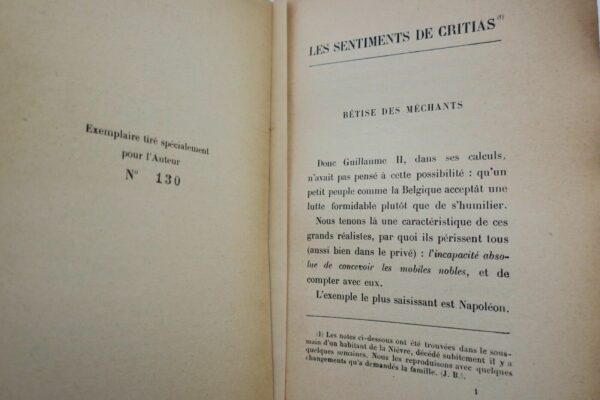 Exemplaire tiré spécialement
pour l'Auteur
N° 130
LES SENTIMENTS DE CRITIAS (1)
BÊTISE DES MÉCHANTS
Donc Guillaume II, dans ses calculs,
n'avait pas pensé à cette possibilité : qu'un
petit peuple comme la Belgique acceptât une
lutte formidable plutôt que de s'humilier.
Nous tenons là une caractéristique de ces
grands réalistes, par quoi ils périssent tous
(aussi bien dans le privé) : l'incapacité abso-
lue de concevoir les mobiles nobles, et de
compter avec eux.
L'exemple le plus saisissant est Napoléon.
(1) Les notes ci-dessous ont été trouvées dans le sous-
main d'un habitant de la Nièvre, décédé subitement il y a
quelques semaines. Nous les reproduisons avec quelques
changements qu'a demandés la famille. (J. B.).
1